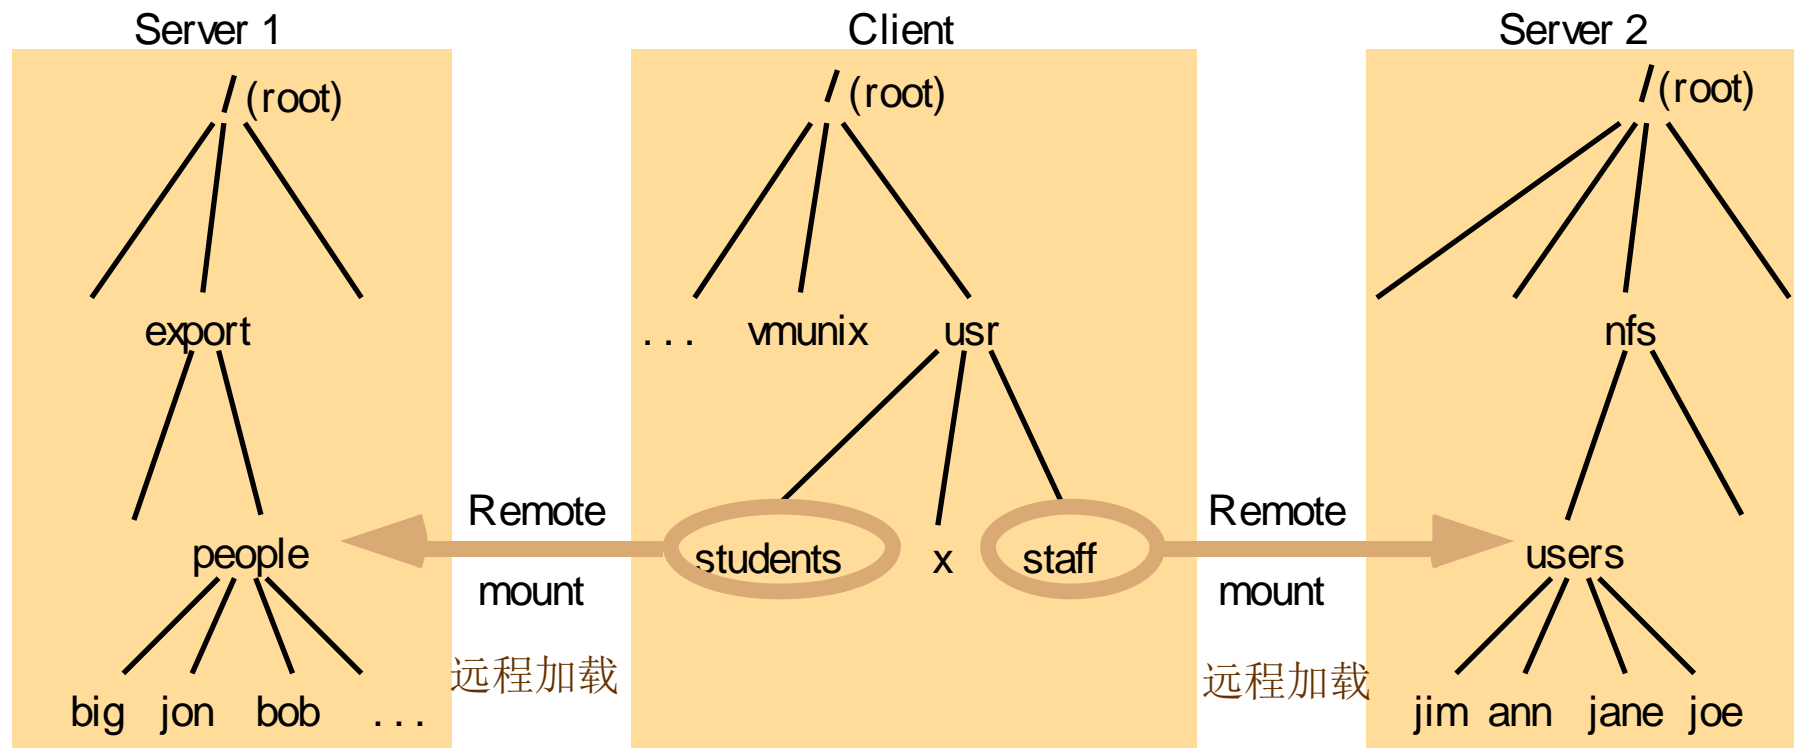 Server 1
Client
Server 2
/ (root)
/ (root)
/ (root)
export
. . .
vmunix
usr
nfs
Remote
mount
Remote
mount
people
students
x
staff
users
远程加载
远程加载
big jon bob . . .
jim ann jane joe